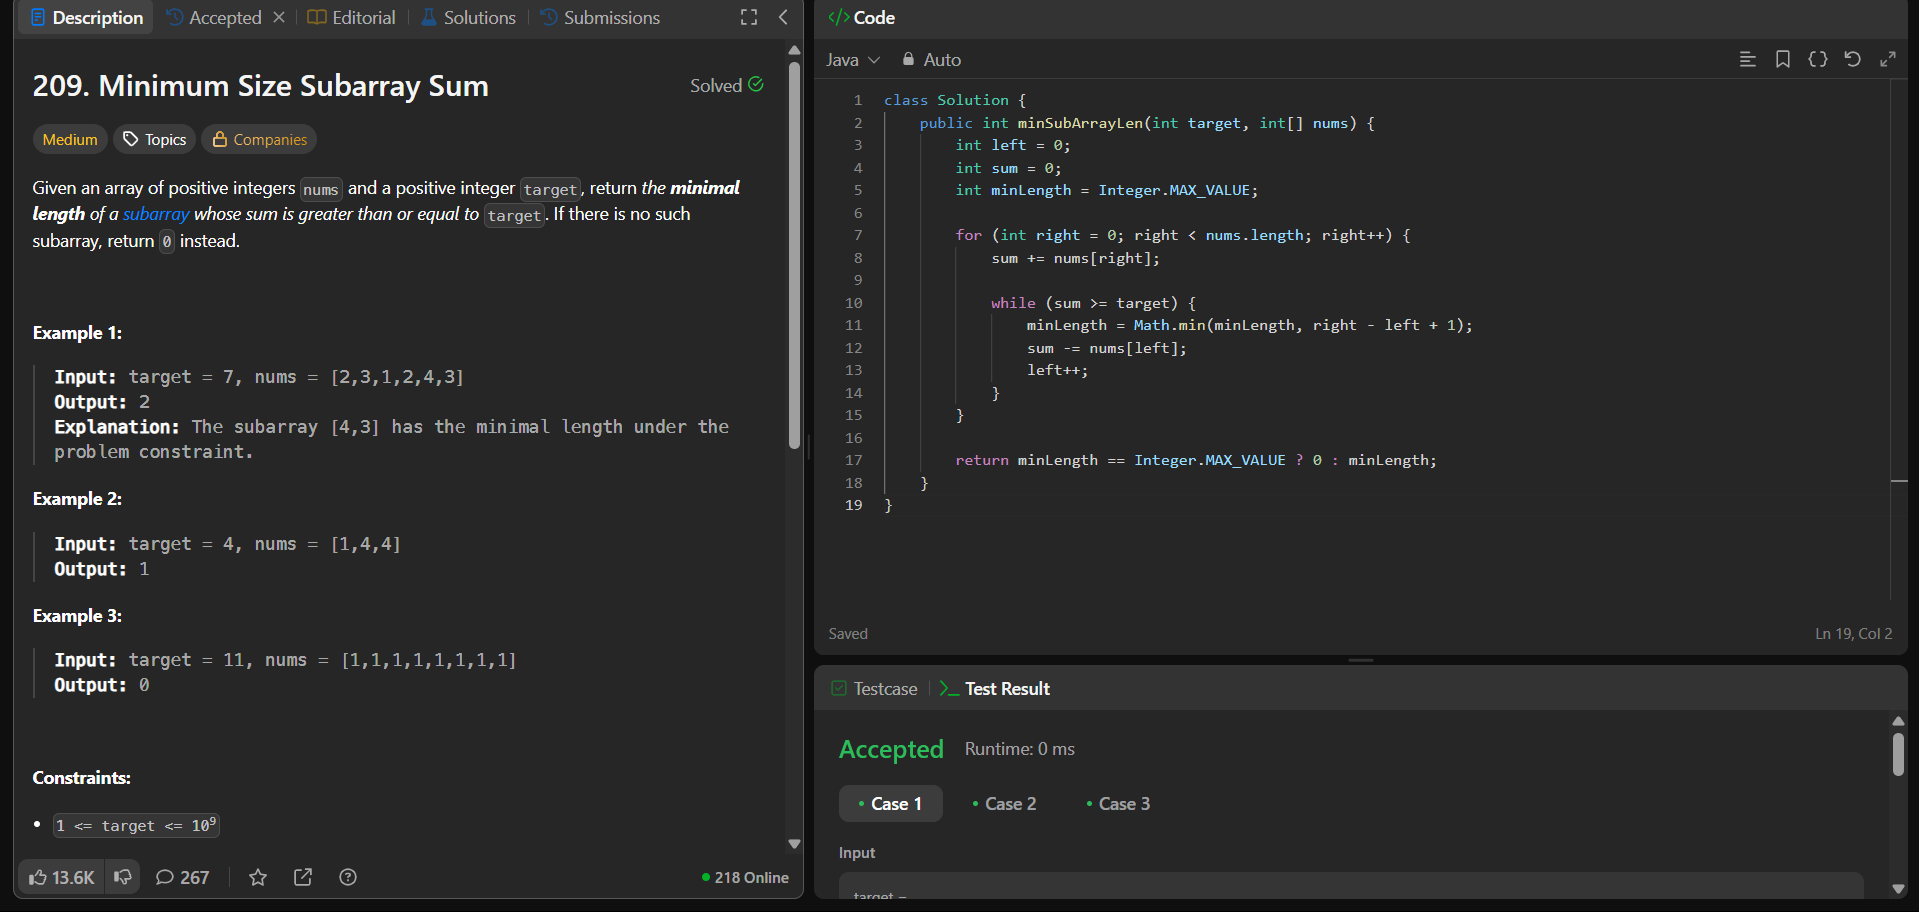 Description
Accepted
Editorial
Solutions
Submissions
209. Minimum Size Subarray Sum
Solved
Medium
Topics
Companies
Given an array of positive integers nums and a positive integer target, return the minimal
length of a subarray whose sum is greater than or equal to target. If there is no such
subarray, return 0 instead.
Example 1:
Input: target = 7, nums = [2,3,1,2,4,3]
Output: 2
Explanation: The subarray [4,3] has the minimal length under the
problem constraint.
Example 2:
Input: target = 4, nums = [1,4,4]
Output: 1
Example 3:
Input: target = 11, nums = [1,1,1,1,1,1,1,1]
Output: 0
Constraints:
• 1 <= target <= 10⁹
13.6K
267
218 Online
</> Code
Java
Auto
1 class Solution {
2     public int minSubArrayLen(int target, int[] nums) {
3         int left = 0;
4         int sum = 0;
5         int minLength = Integer.MAX_VALUE;
6
7         for (int right = 0; right < nums.length; right++) {
8             sum += nums[right];
9
10             while (sum >= target) {
11                 minLength = Math.min(minLength, right - left + 1);
12                 sum -= nums[left];
13                 left++;
14             }
15         }
16
17         return minLength == Integer.MAX_VALUE ? 0 : minLength;
18     }
19 }
Saved
Ln 19, Col 2
Testcase
Test Result
Accepted
Runtime: 0 ms
• Case 1
• Case 2
• Case 3
Input
target =